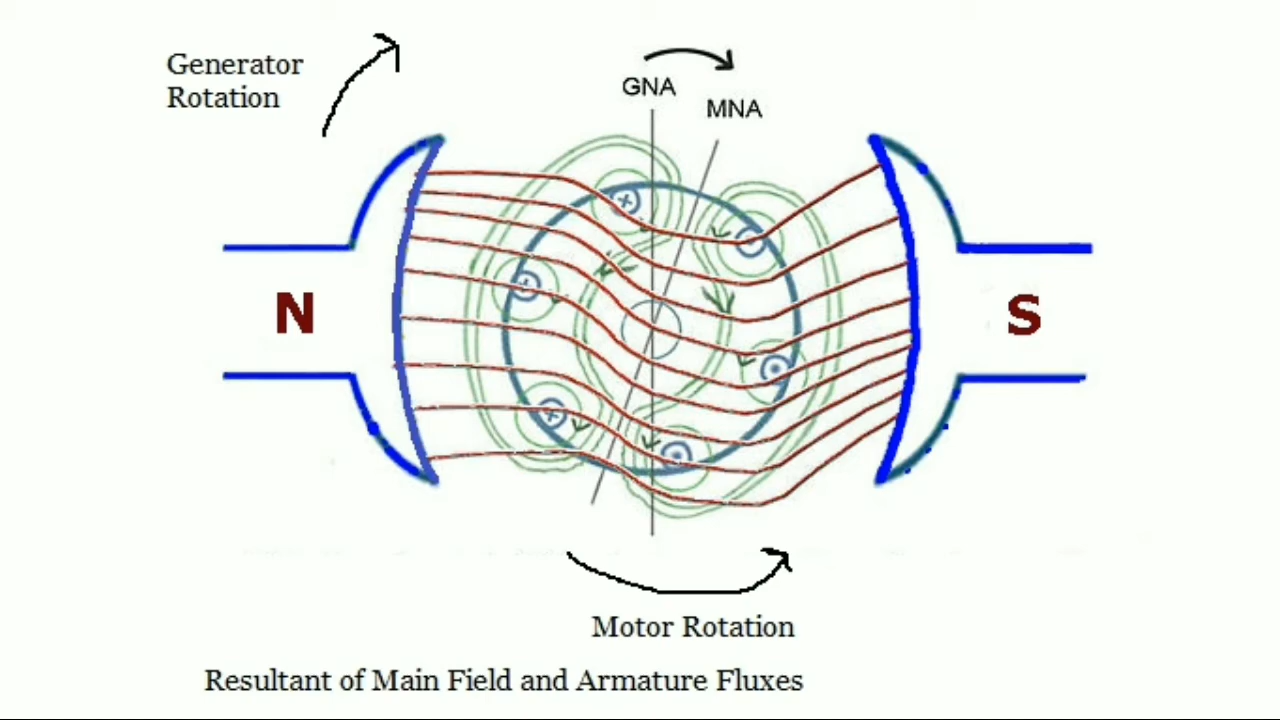 Generator
Rotation
GNA
MNA
N
S
Motor Rotation
Resultant of Main Field and Armature Fluxes